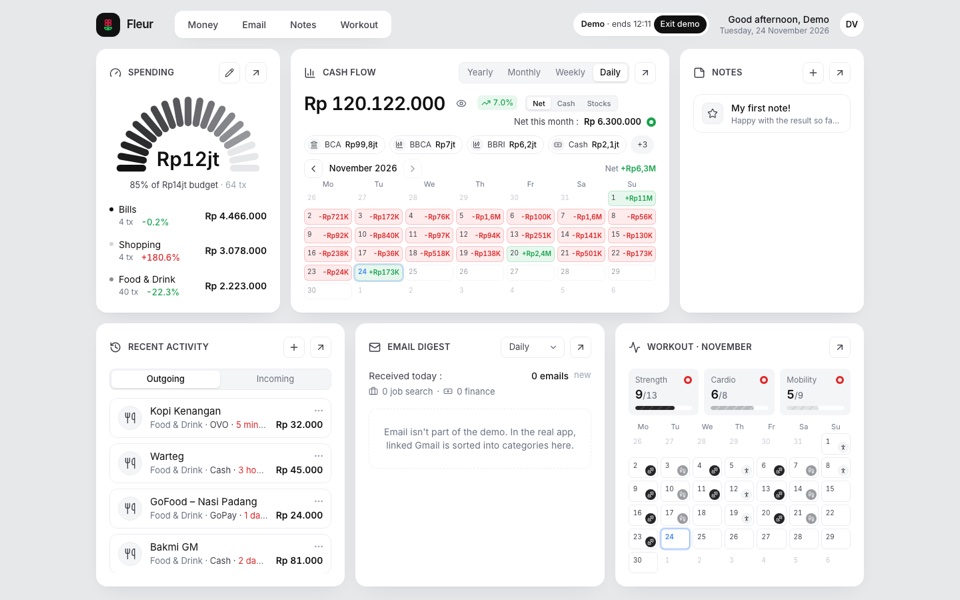 Fleur
Money Email Notes Workout
Demo · ends 12:11 Exit demo
Good afternoon, Demo
Tuesday, 24 November 2026
DV
SPENDING
Rp12jt
85% of Rp14jt budget · 64 tx
Bills
4 tx -0.2%
Rp 4.466.000
Shopping
4 tx +180.6%
Rp 3.078.000
Food & Drink
40 tx -22.3%
Rp 2.223.000
CASH FLOW
Yearly Monthly Weekly Daily
Rp 120.122.000
7.0%
Net Cash Stocks
Net this month : Rp 6.300.000
BCA Rp99,8jt BBCA Rp7jt BBRI Rp6,2jt Cash Rp2,1jt +3
November 2026
Net +Rp6,3M
Mo Tu We Th Fr Sa Su
26 27 28 29 30 31 1 +Rp11M
2 -Rp721K 3 -Rp172K 4 -Rp76K 5 -Rp1,6M 6 -Rp100K 7 -Rp1,6M 8 -Rp56K
9 -Rp92K 10 -Rp840K 11 -Rp97K 12 -Rp94K 13 -Rp251K 14 -Rp141K 15 -Rp130K
16 -Rp238K 17 -Rp36K 18 -Rp518K 19 -Rp138K 20 +Rp2,4M 21 -Rp501K 22 -Rp173K
23 -Rp24K 24 +Rp173K 25 26 27 28 29
30 1 2 3 4 5 6
NOTES
My first note!
Happy with the result so fa...
RECENT ACTIVITY
Outgoing Incoming
Kopi Kenangan
Food & Drink · OVO · 5 min...
Rp 32.000
Warteg
Food & Drink · Cash · 3 ho...
Rp 45.000
GoFood – Nasi Padang
Food & Drink · GoPay · 1 da...
Rp 24.000
Bakmi GM
Food & Drink · Cash · 2 da...
Rp 81.000
EMAIL DIGEST
Daily
Received today :
0 emails new
0 job search · 0 finance
Email isn't part of the demo. In the real app,
linked Gmail is sorted into categories here.
WORKOUT · NOVEMBER
Strength
9/13
Cardio
6/8
Mobility
5/9
Mo Tu We Th Fr Sa Su
26 27 28 29 30 31 1
2 3 4 5 6 7 8
9 10 11 12 13 14 15
16 17 18 19 20 21 22
23 24 25 26 27 28 29
30 1 2 3 4 5 6